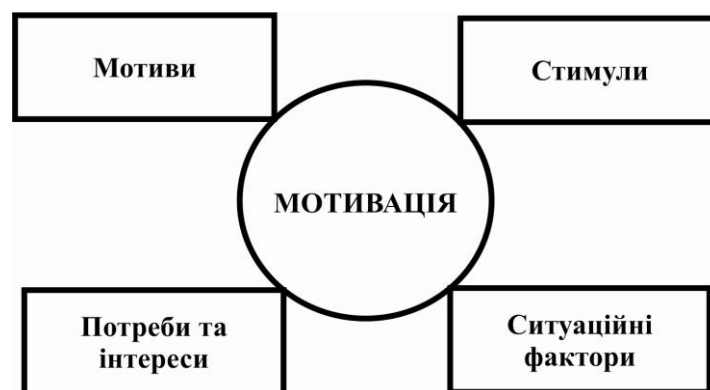 Мотиви
Стимули
МОТИВАЦІЯ
Потреби та
інтереси
Ситуаційні
фактори